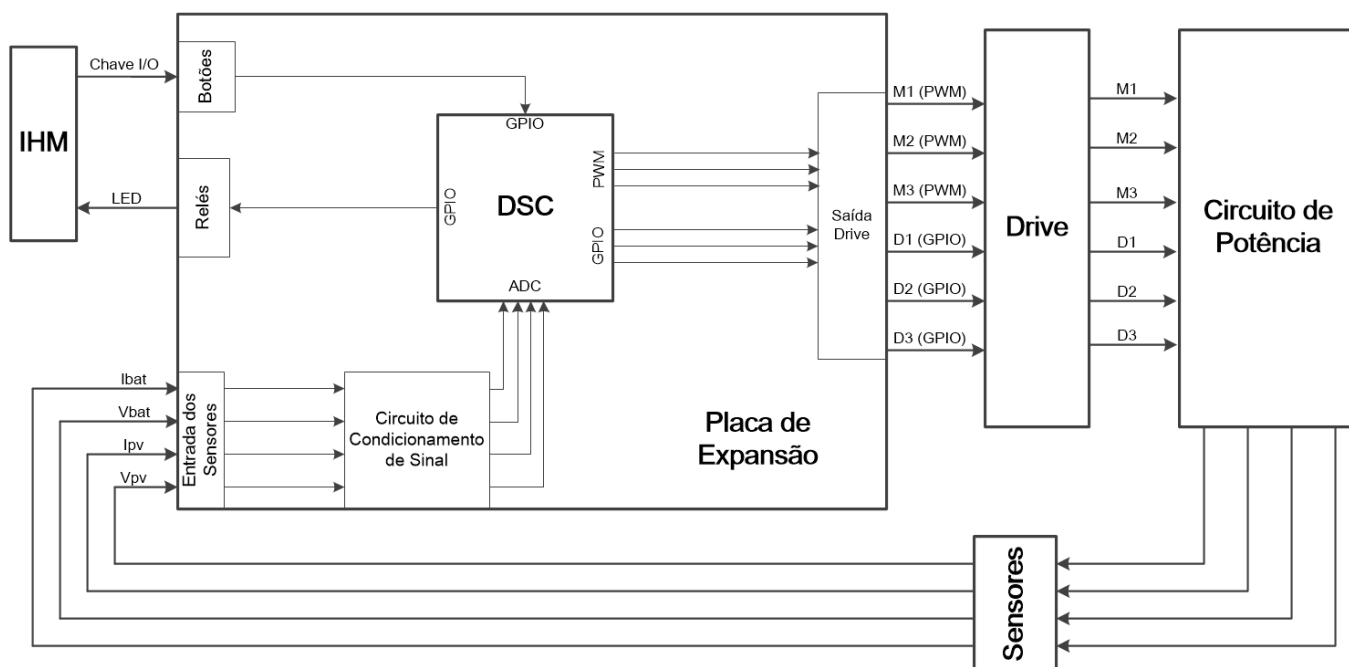 IHM
Chave I/O
LED
Botões
Relés
GPIO
GPIO
DSC
PWM
GPIO
ADC
Saída
Drive
M1 (PWM)
M2 (PWM)
M3 (PWM)
D1 (GPIO)
D2 (GPIO)
D3 (GPIO)
Drive
M1
M2
M3
D1
D2
D3
Circuito de
Potência
Ibat
Vbat
Ipv
Vpv
Entrada dos
Sensores
Circuito de
Condicionamento
de Sinal
Placa de
Expansão
Sensores